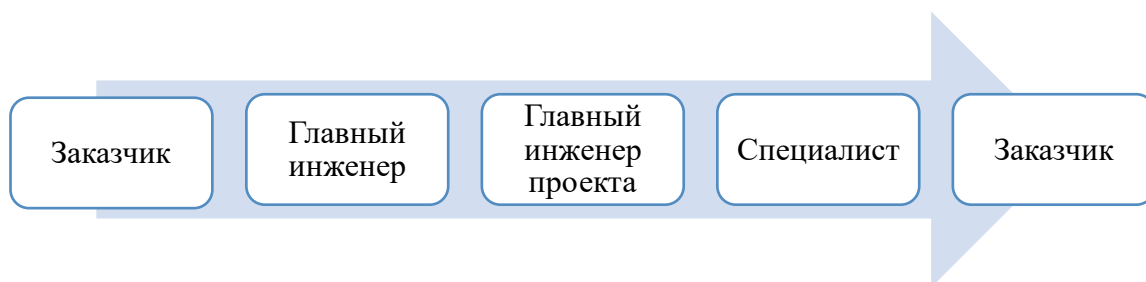 Заказчик
Главный
инженер
Главный
инженер
проекта
Специалист
Заказчик